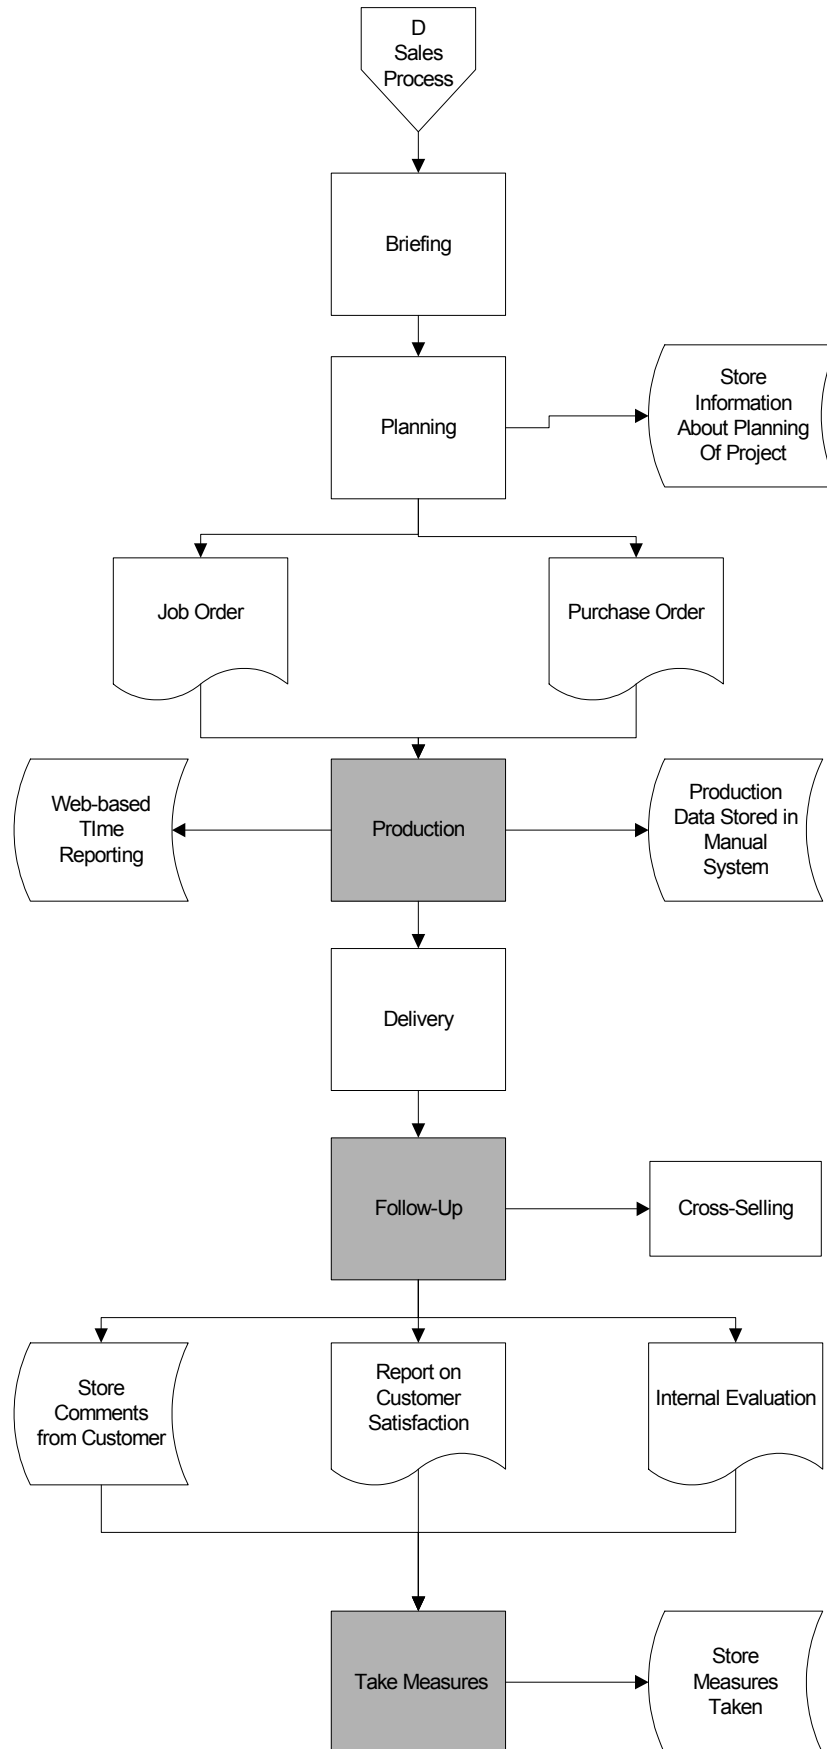 D
Sales
Process
Briefing
Planning
Store
Information
About Planning
Of Project
Job Order
Purchase Order
Web-based
TIme
Reporting
Production
Production
Data Stored in
Manual
System
Delivery
Follow-Up
Cross-Selling
Store
Comments
from Customer
Report on
Customer
Satisfaction
Internal Evaluation
Take Measures
Store
Measures
Taken